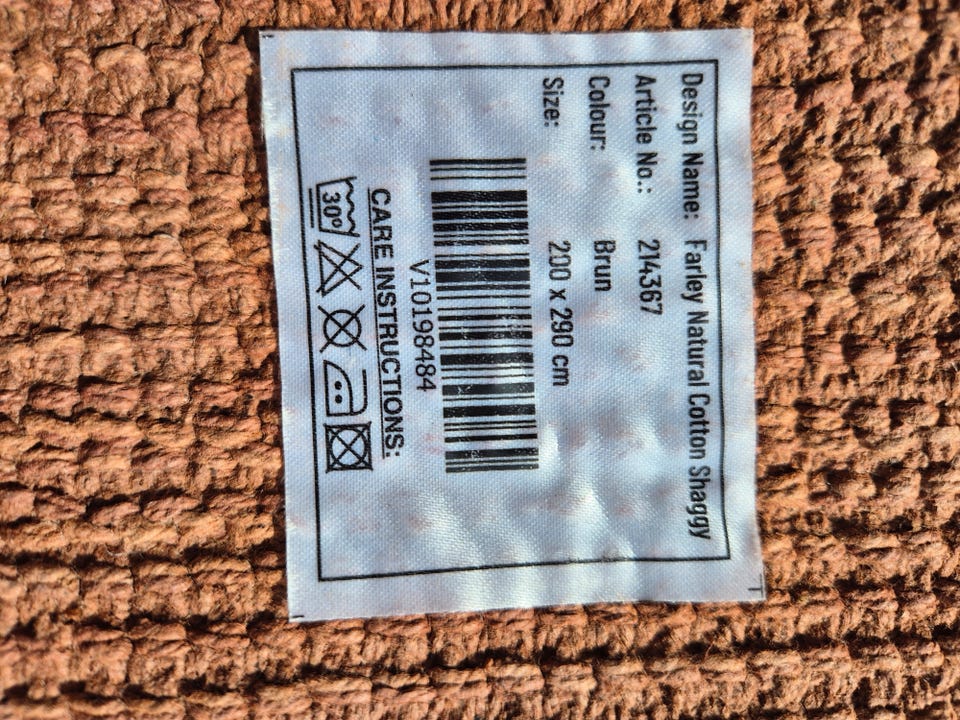 Design Name: Farley Natural Cotton Shaggy
Article No.: 214367
Colour: Brun
Size: 200 x 290 cm
V10198484
CARE INSTRUCTIONS:
30°